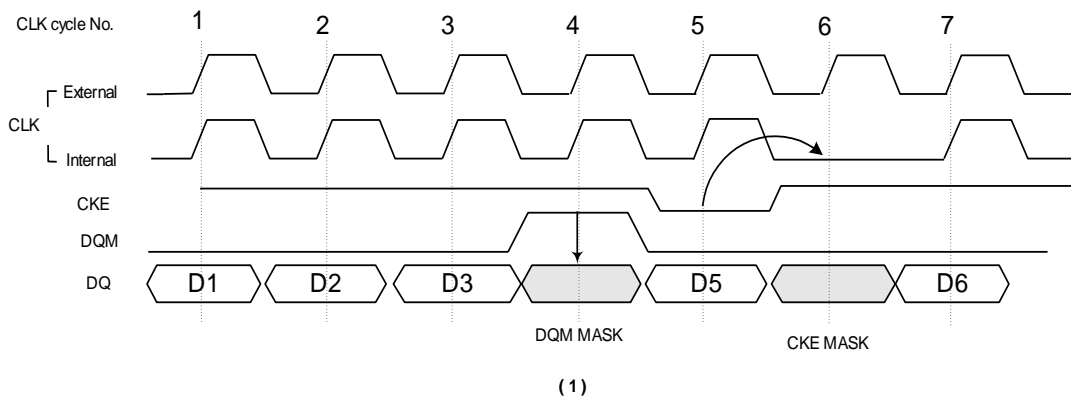 CLK cycle No. 1 2 3 4 5 6 7
External
CLK
Internal
CKE
DQM
DQ D1 D2 D3 D5 D6
DQM MASK CKE MASK
(1)